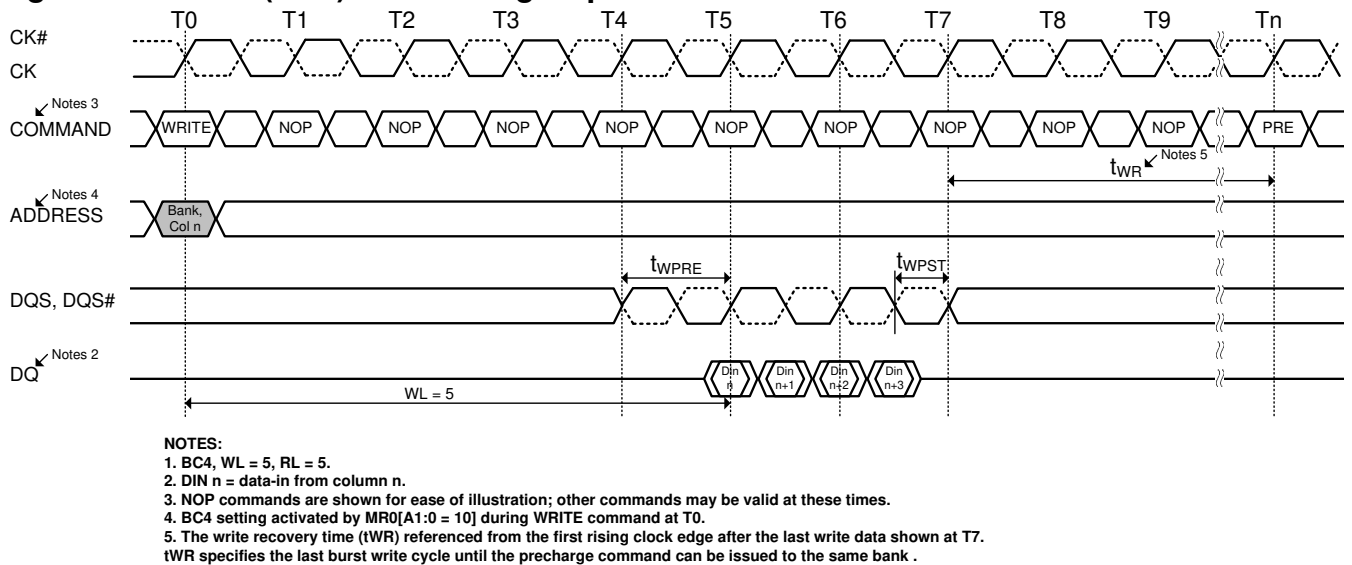 T0 T1 T2 T3 T4 T5 T6 T7 T8 T9 Tn
CK#
CK
Notes 3
COMMAND WRITE NOP NOP NOP NOP NOP NOP NOP NOP NOP PRE
tWR Notes 5
Notes 4
ADDRESS
Bank,
Col n
tWPRE tWPST
DQS, DQS#
Notes 2
DQ
Din n Din n+1 Din n+2 Din n+3
WL = 5
NOTES:
1. BC4, WL = 5, RL = 5.
2. DIN n = data-in from column n.
3. NOP commands are shown for ease of illustration; other commands may be valid at these times.
4. BC4 setting activated by MR0[A1:0 = 10] during WRITE command at T0.
5. The write recovery time (tWR) referenced from the first rising clock edge after the last write data shown at T7.
tWR specifies the last burst write cycle until the precharge command can be issued to the same bank .